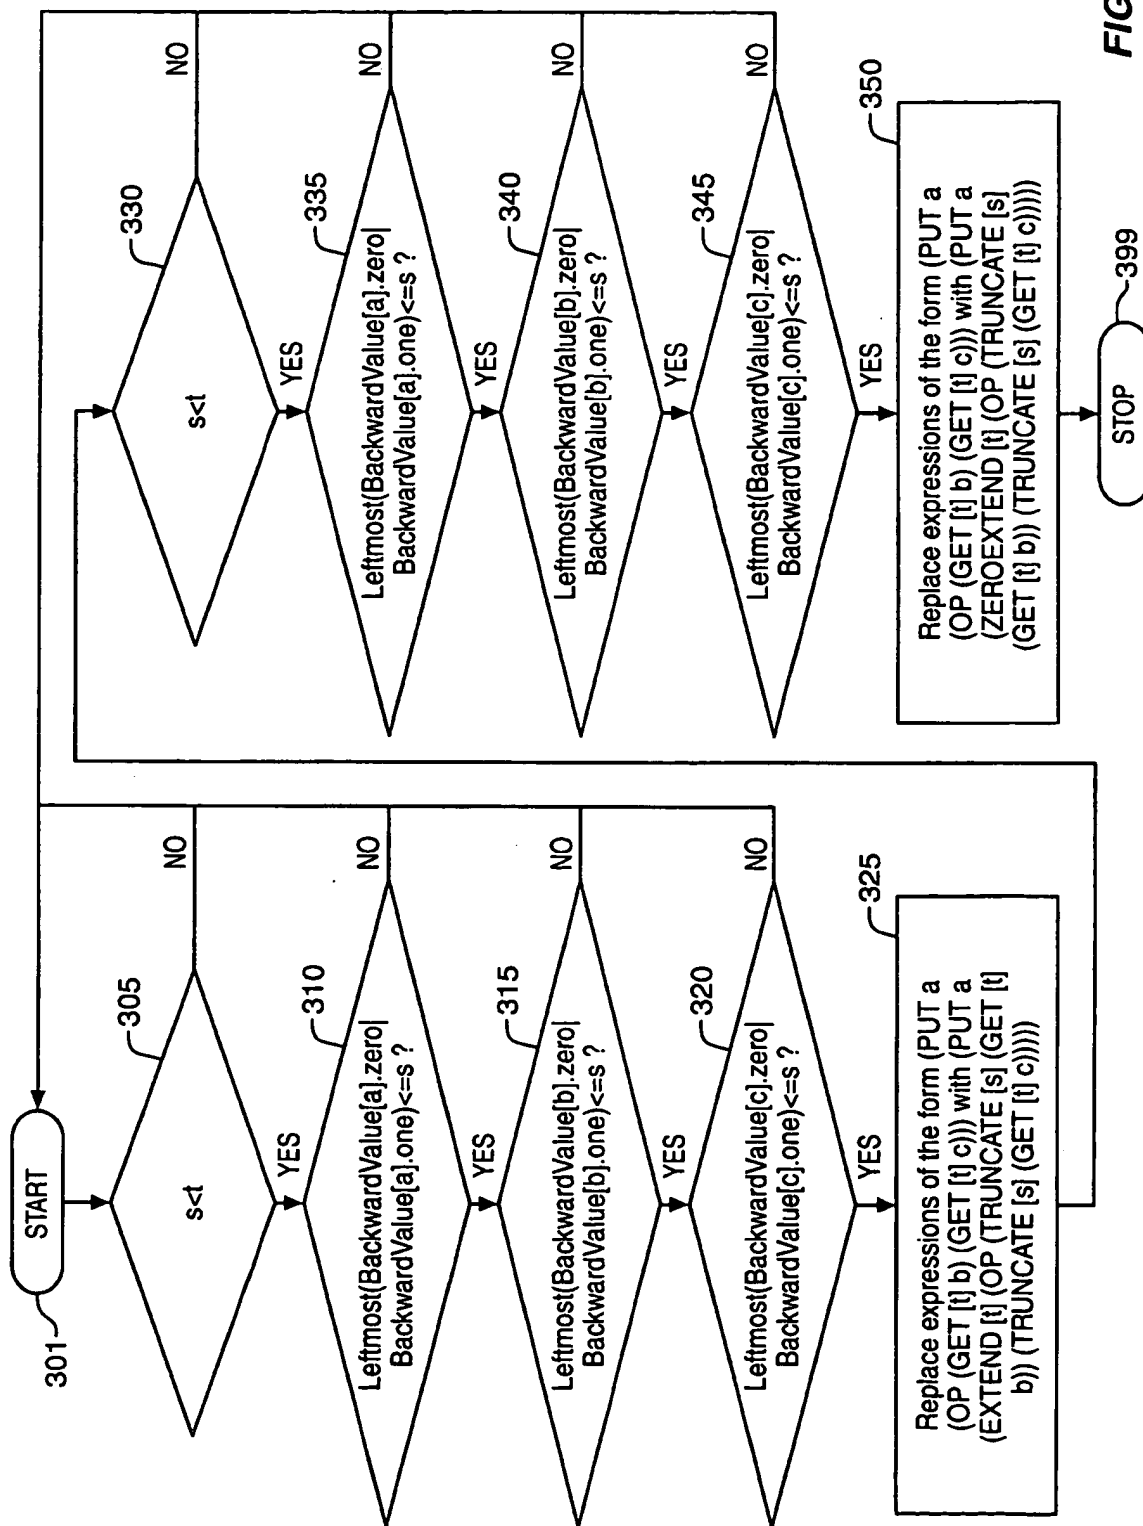 START
301
s<t
305
NO
YES
Leftmost(BackwardValue[a].zero|
BackwardValue[a].one)<=s ?
310
NO
YES
Leftmost(BackwardValue[b].zero|
BackwardValue[b].one)<=s ?
315
NO
YES
Leftmost(BackwardValue[c].zero|
BackwardValue[c].one)<=s ?
320
NO
YES
325
Replace expressions of the form (PUT a
(OP (GET [t] b) (GET [t] c))) with (PUT a
(EXTEND [t] (OP (TRUNCATE [s] (GET [t]
b)) (TRUNCATE [s] (GET [t] c)))))
s<t
330
NO
YES
Leftmost(BackwardValue[a].zero|
BackwardValue[a].one)<=s ?
335
NO
YES
Leftmost(BackwardValue[b].zero|
BackwardValue[b].one)<=s ?
340
NO
YES
Leftmost(BackwardValue[c].zero|
BackwardValue[c].one)<=s ?
345
NO
YES
350
Replace expressions of the form (PUT a
(OP (GET [t] b) (GET [t] c))) with (PUT a
(ZEROEXTEND [t] (OP (TRUNCATE [s]
(GET [t] b)) (TRUNCATE [s] (GET [t] c)))))
STOP
399